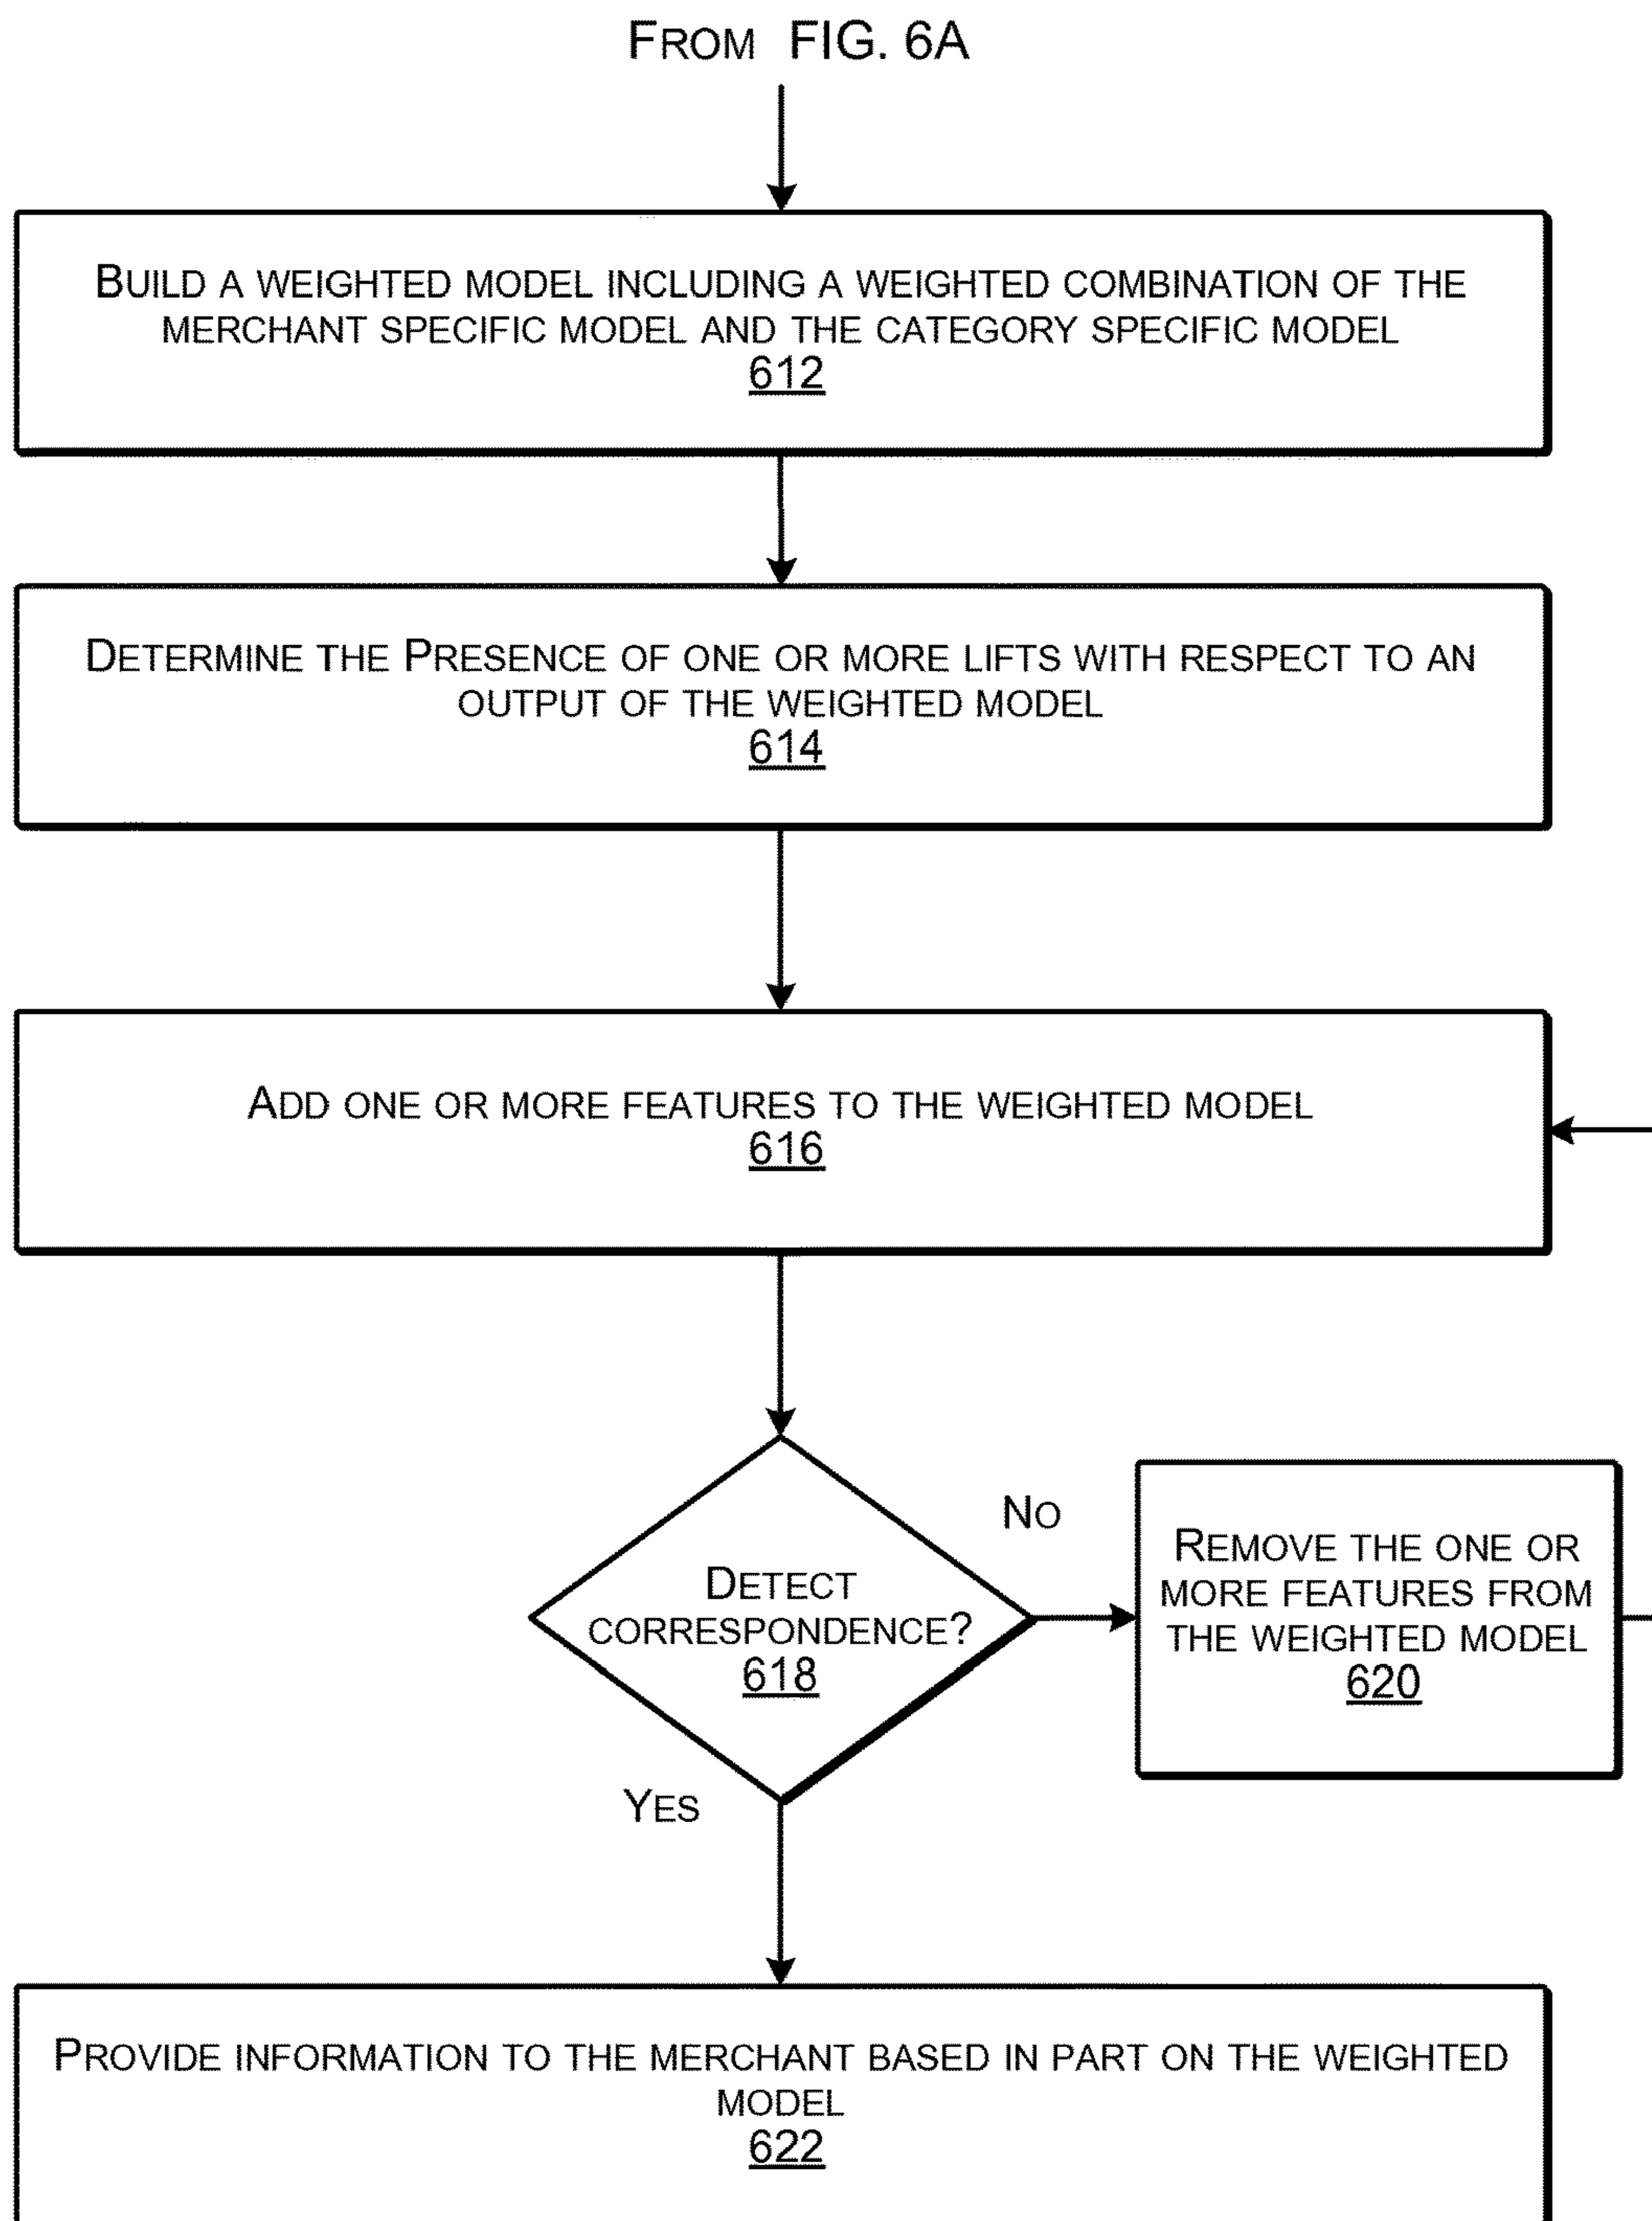 FROM FIG. 6A
BUILD A WEIGHTED MODEL INCLUDING A WEIGHTED COMBINATION OF THE
MERCHANT SPECIFIC MODEL AND THE CATEGORY SPECIFIC MODEL
612
DETERMINE THE PRESENCE OF ONE OR MORE LIFTS WITH RESPECT TO AN
OUTPUT OF THE WEIGHTED MODEL
614
ADD ONE OR MORE FEATURES TO THE WEIGHTED MODEL
616
NO
DETECT
CORRESPONDENCE?
618
REMOVE THE ONE OR
MORE FEATURES FROM
THE WEIGHTED MODEL
620
YES
PROVIDE INFORMATION TO THE MERCHANT BASED IN PART ON THE WEIGHTED
MODEL
622